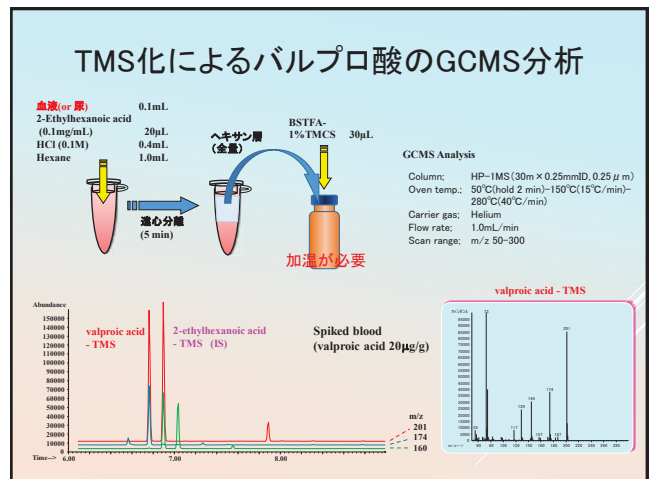 TMS化によるバルプロ酸のGCMS分析
血液(or 尿) 0.1mL
2-Ethylhexanoic acid
(0.1mg/mL) 20μL
HCl (0.1M) 0.4mL
Hexane 1.0mL
遠心分離
(5 min)
ヘキサン層
(全量)
BSTFA-
1%TMCS 30μL
加温が必要
GCMS Analysis
Column; HP-1MS(30m×0.25mmID, 0.25μm)
Oven temp.; 50℃(hold 2 min)-150℃(15℃/min)-
280℃(40℃/min)
Carrier gas; Helium
Flow rate; 1.0mL/min
Scan range; m/z 50-300
Abundance
150000
140000
130000
120000
110000
100000
90000
80000
70000
60000
50000
40000
30000
20000
10000
0
Time--> 6.00 7.00 8.00
valproic acid
- TMS
2-ethylhexanoic acid
- TMS (IS)
Spiked blood
(valproic acid 20μg/g)
m/z
201
174
160
valproic acid - TMS
73
201
174
145
129
117